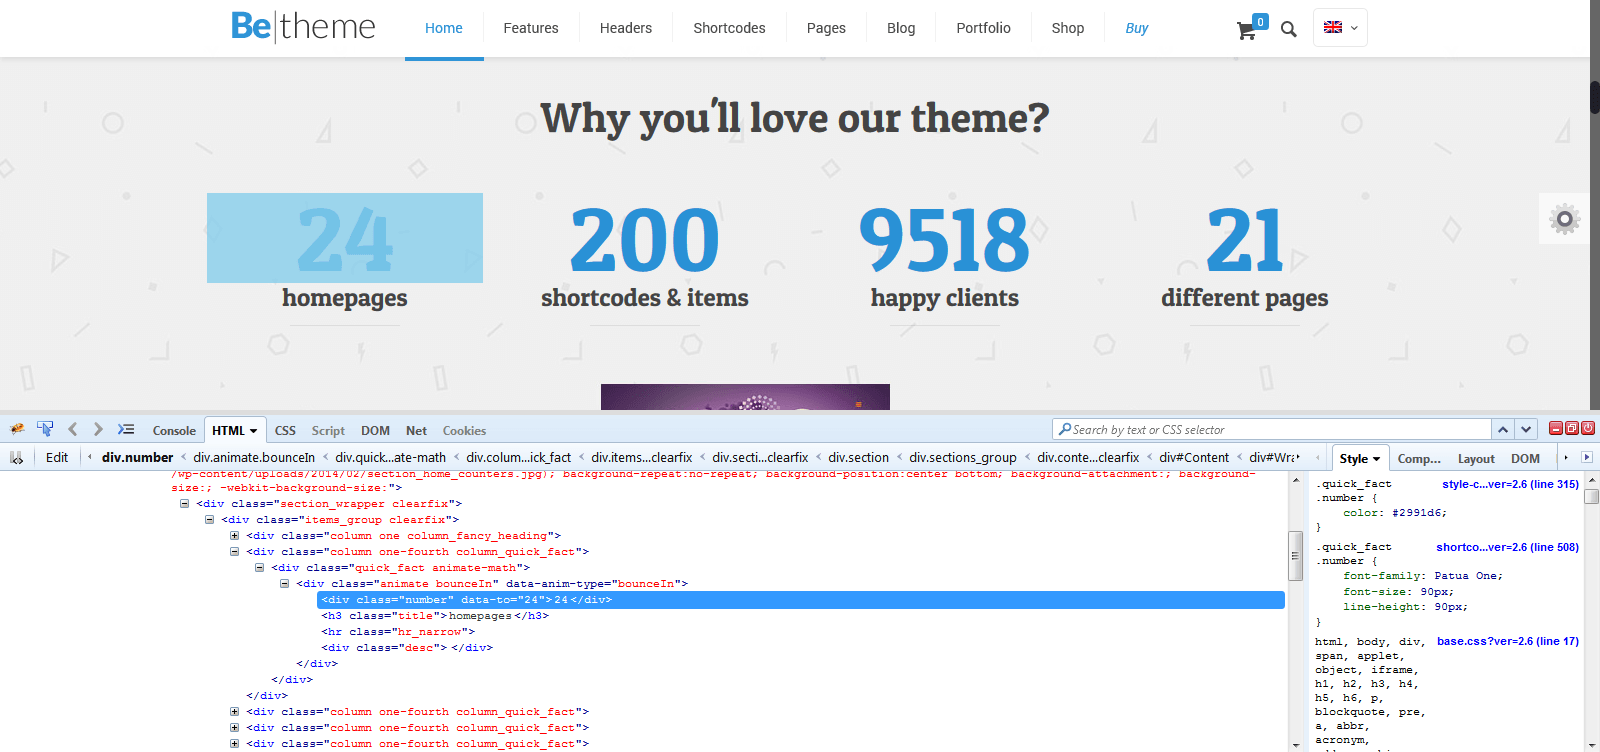 Be|theme Home Features Headers Shortcodes Pages Blog Portfolio Shop Buy 0
Why you'll love our theme?
24 200 9518 21
homepages shortcodes & items happy clients different pages
Console HTML CSS Script DOM Net Cookies Search by text or CSS selector
Edit div.number < div.animate.bounceIn < div.quick...ate-math < div.colum...ick_fact < div.items...clearfix < div.secti...clearfix < div.section < div.sections_group < div.conte...clearfix < div#Content < div#Wra
Style Comp... Layout DOM
/wp-content/uploads/2014/02/section_home_counters.jpg); background-repeat:no-repeat; background-position:center bottom; background-attachment:; background-
size:; -webkit-background-size:">
<div class="section_wrapper clearfix">
<div class="items_group clearfix">
<div class="column one column_fancy_heading">
<div class="column one-fourth column_quick_fact">
<div class="quick_fact animate-math">
<div class="animate bounceIn" data-anim-type="bounceIn">
<div class="number" data-to="24">24</div>
<h3 class="title">homepages</h3>
<hr class="hr_narrow">
<div class="desc"> </div>
</div>
</div>
</div>
<div class="column one-fourth column_quick_fact">
<div class="column one-fourth column_quick_fact">
<div class="column one-fourth column_quick_fact">
.quick_fact style-c...ver=2.6 (line 315)
.number {
color: #2991d6;
}
.quick_fact shortco...ver=2.6 (line 508)
.number {
font-family: Patua One;
font-size: 90px;
line-height: 90px;
}
html, body, div, base.css?ver=2.6 (line 17)
span, applet,
object, iframe,
h1, h2, h3, h4,
h5, h6, p,
blockquote, pre,
a, abbr,
acronym,